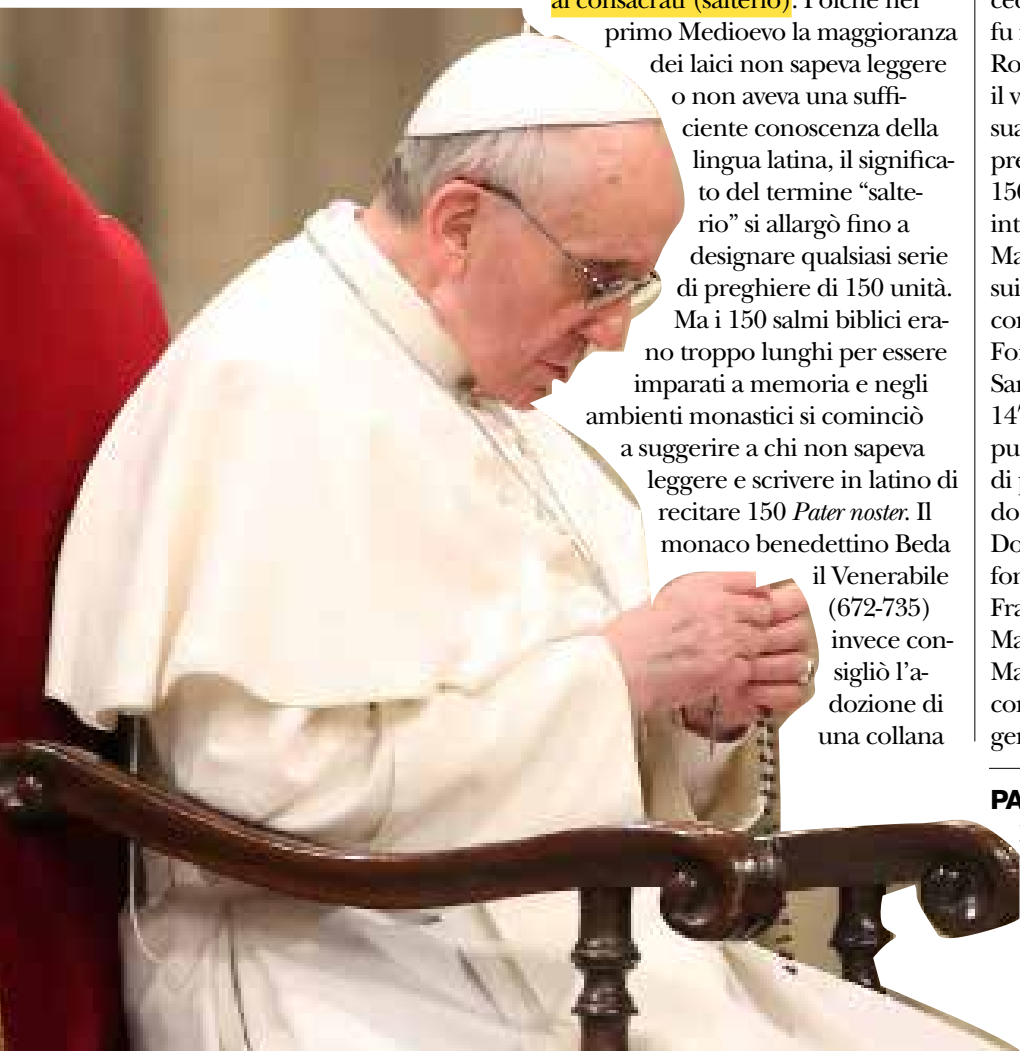 ai consacrati (salterio). Poiché nel
primo Medioevo la maggioranza
dei laici non sapeva leggere
o non aveva una suffi-
ciente conoscenza della
lingua latina, il significa-
to del termine “salte-
rio” si allargò fino a
designare qualsiasi serie
di preghiere di 150 unità.
Ma i 150 salmi biblici era-
no troppo lunghi per essere
imparati a memoria e negli
ambienti monastici si cominciò
a suggerire a chi non sapeva
leggere e scrivere in latino di
recitare 150 Pater noster. Il
monaco benedettino Beda
il Venerabile
(672-735)
invece con-
sigliò l’a-
dozione di
una collana
fu
il
di